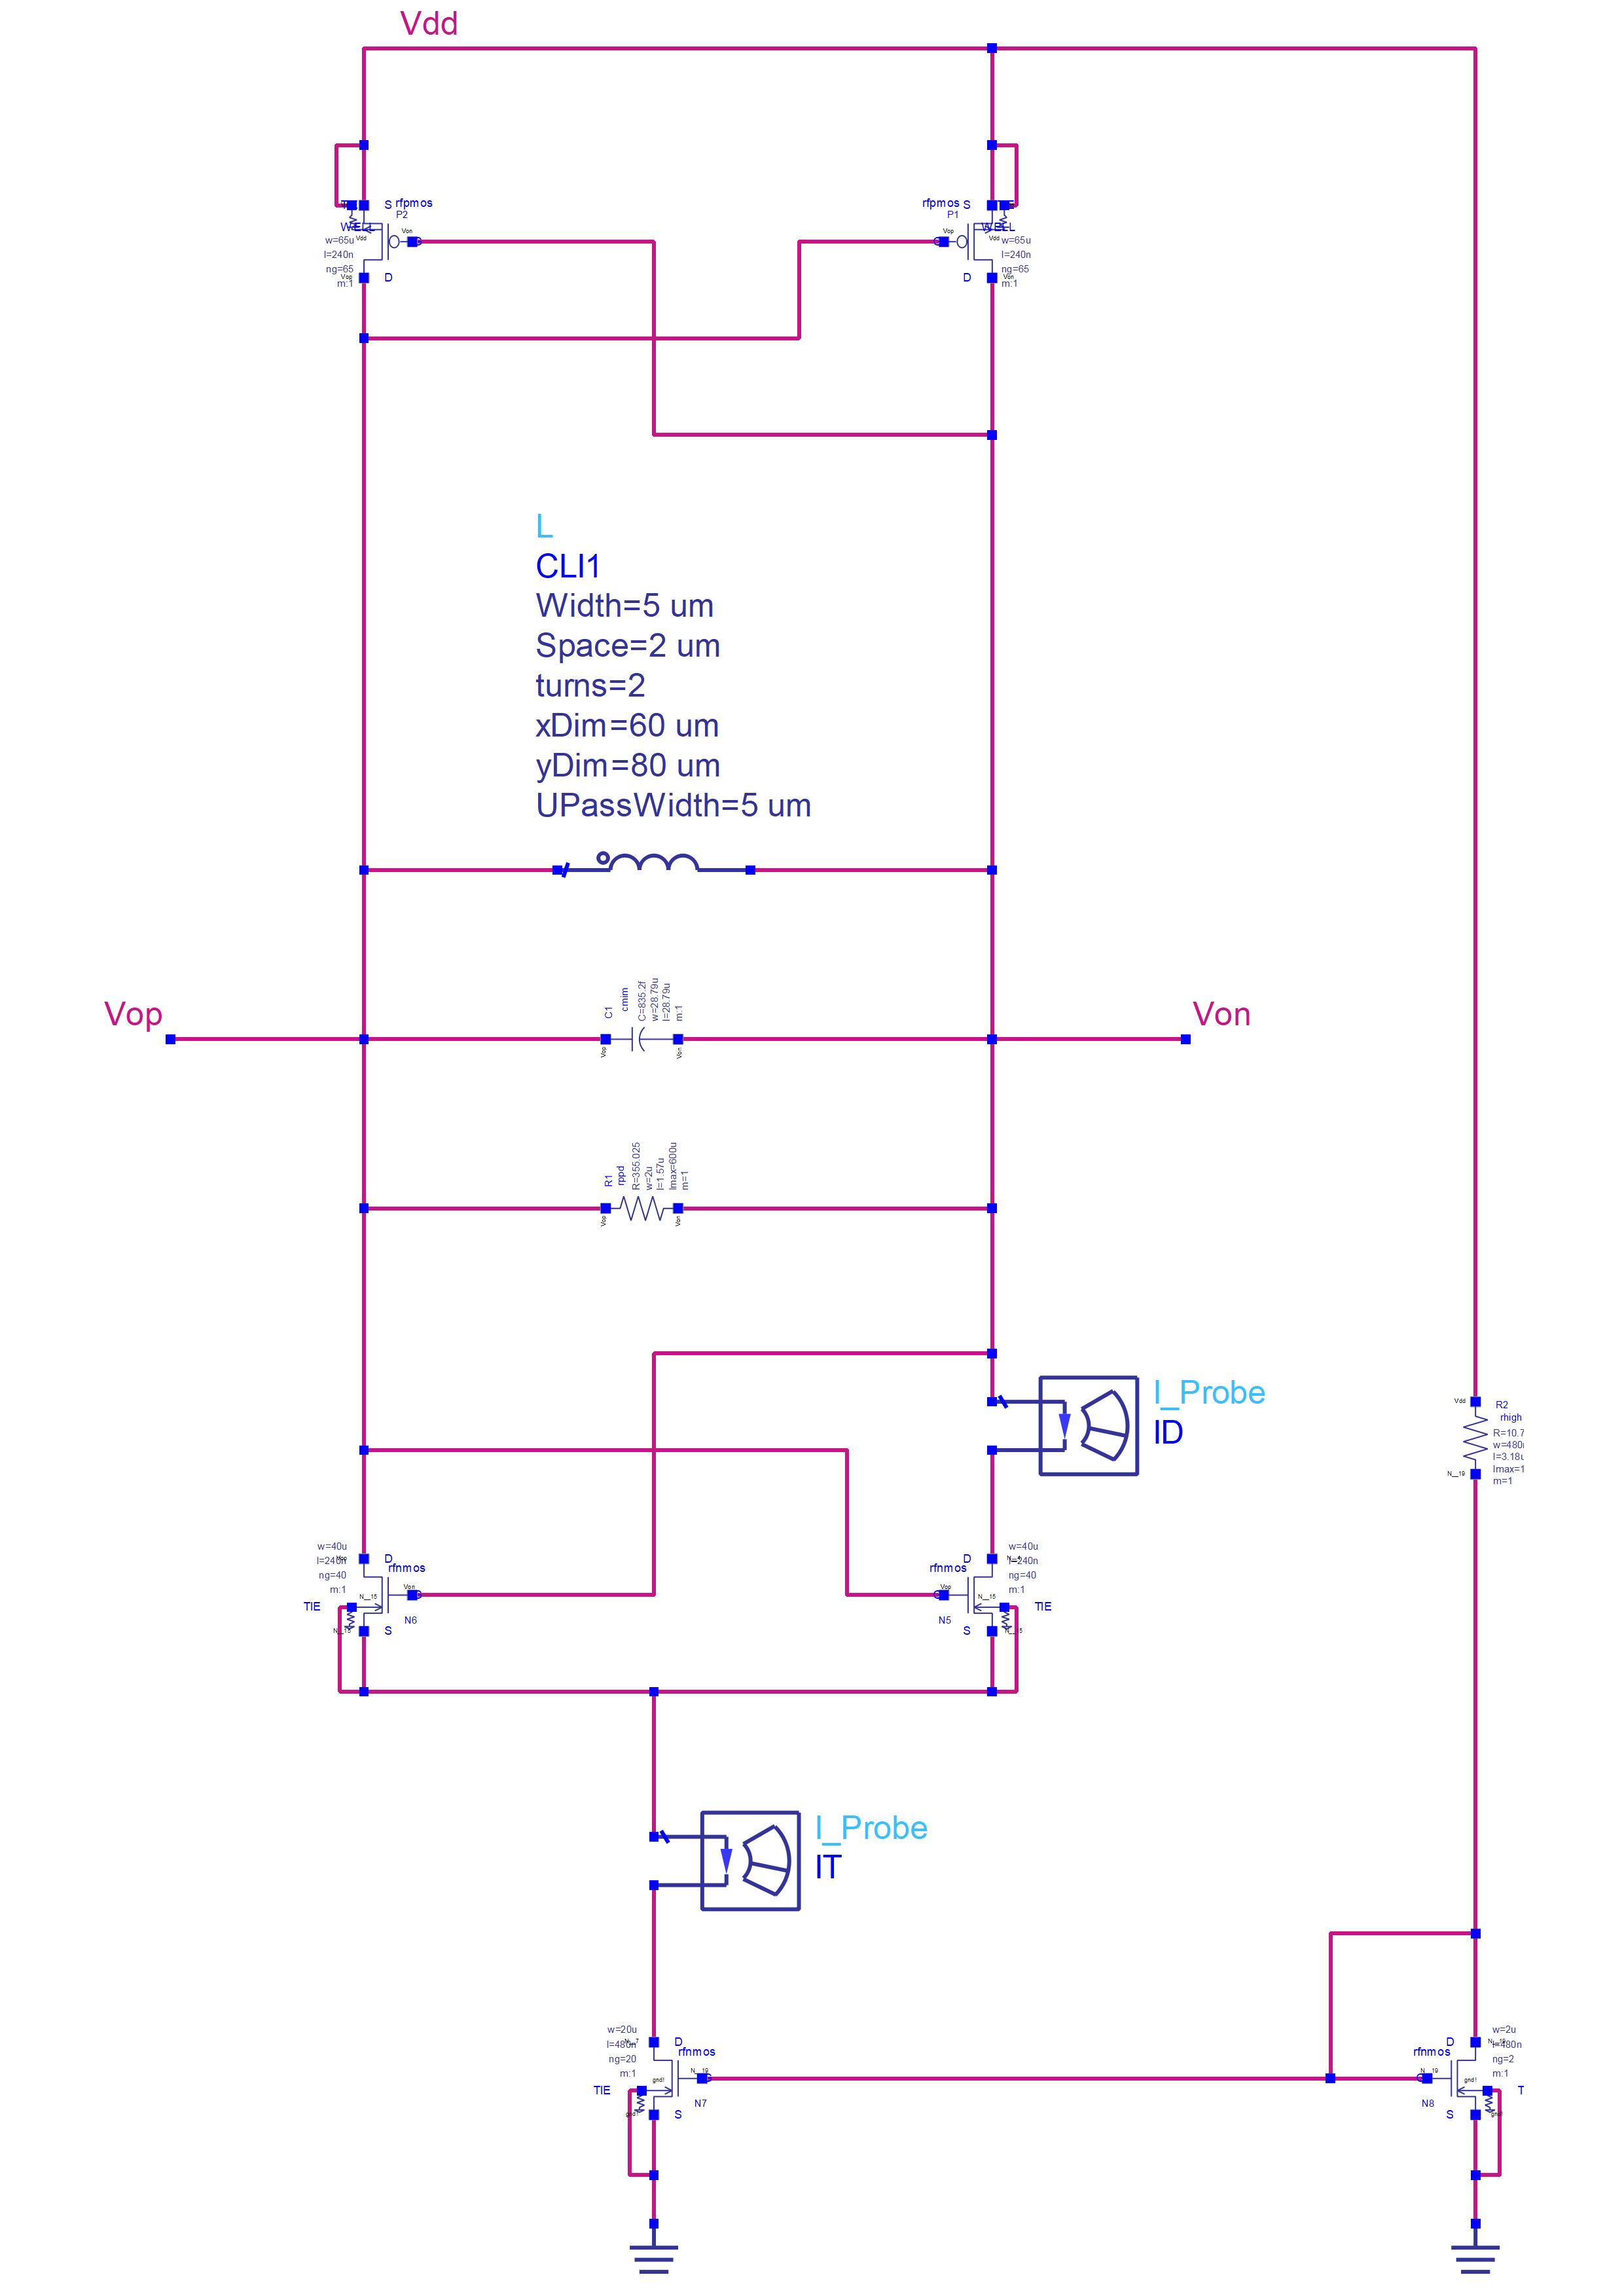 Vdd
S rfpmos
P2
Von
WELL
Vdd
w=65u
l=240n
ng=65
Vop
m:1
D
rfpmos S
P1
Vop
WELL
Vdd
w=65u
l=240n
ng=65
Von
m:1
D
L
CLI1
Width=5 um
Space=2 um
turns=2
xDim=60 um
yDim=80 um
UPassWidth=5 um
Vop
C1
cmim
C=835.2f
w=28.79u
l=28.79u
m:1
Vop
Von
Von
R1
rppd
R=355.025
w=2u
l=1.57u
Imax=600u
m=1
Vop
Von
I_Probe
ID
Vdd
R2
rhigh
R=10.7
w=480
l=3.18u
Imax=1
m=1
N__19
w=40u
l=240n
ng=40
m:1
D
rfnmos
Von
N__15
TIE
N6
S
D
rfnmos
w=40u
l=240n
ng=40
m:1
Vop
N__15
TIE
N5
S
I_Probe
IT
w=20u
l=480n
ng=20
m:1
D
rfnmos
N__19
gnd!
TIE
N7
S
D
rfnmos
w=2u
l=480n
ng=2
m:1
N__19
gnd!
T
N8
S